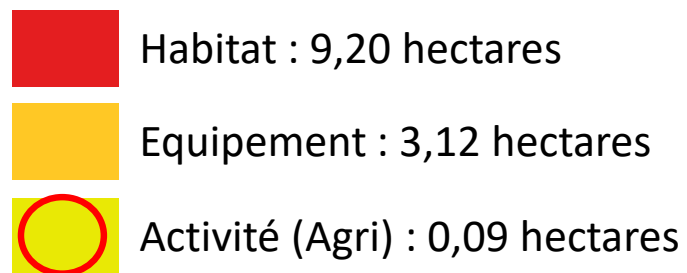 Habitat : 9,20 hectares
Equipement : 3,12 hectares
Activité (Agri) : 0,09 hectares